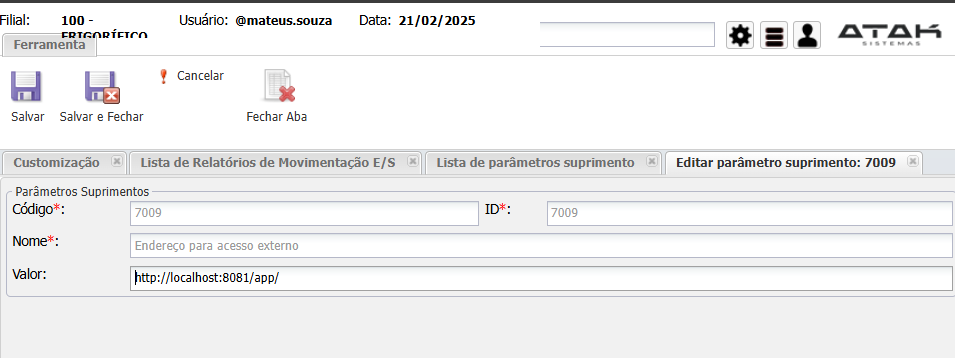 Filial: 100 - FRIGORÍFICO Usuário: @mateus.souza Data: 21/02/2025
ATAK SISTEMAS
Ferramenta
Salvar Salvar e Fechar Cancelar Fechar Aba
Customização Lista de Relatórios de Movimentação E/S Lista de parâmetros suprimento Editar parâmetro suprimento: 7009
Parâmetros Suprimentos
Código*: 7009 ID*: 7009
Nome*: Endereço para acesso externo
Valor: http://localhost:8081/app/